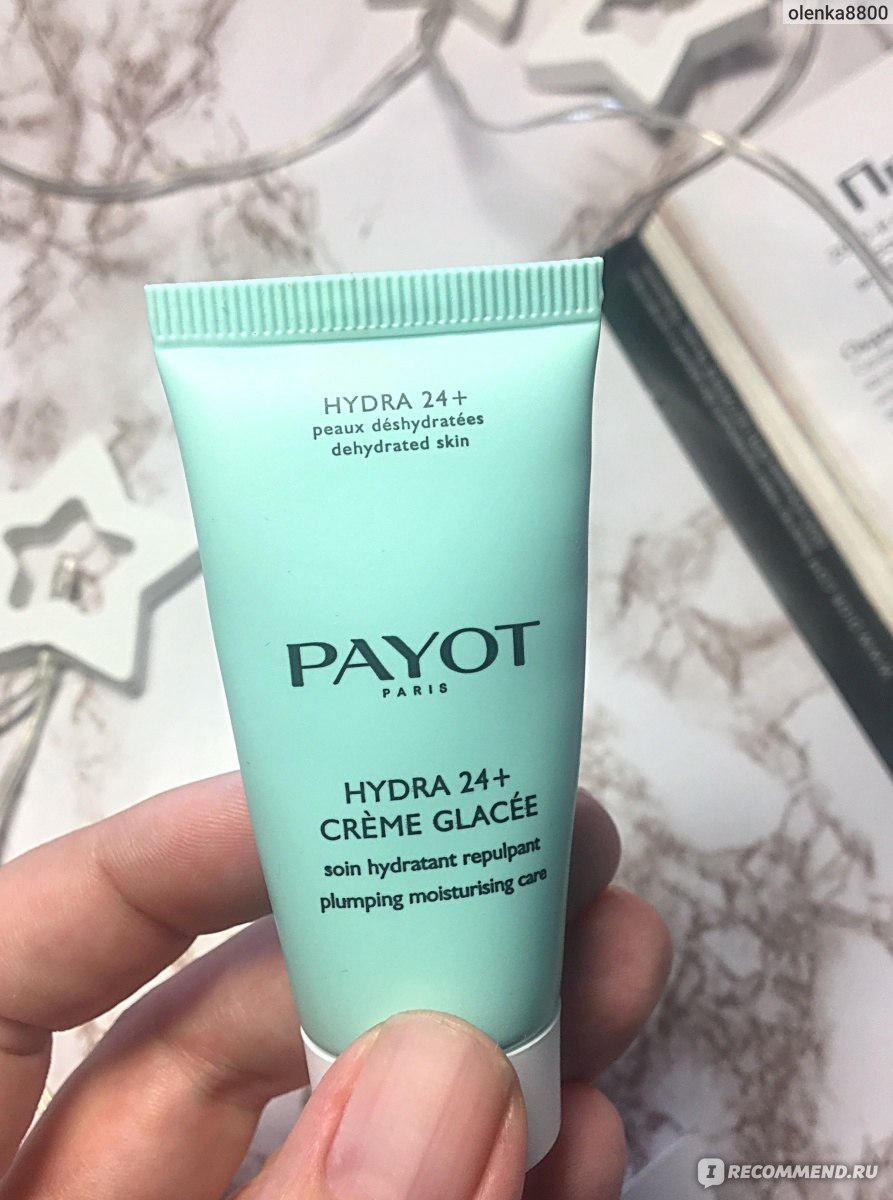 olenka8800
HYDRA 24+
peaux déshydratées
dehydrated skin
PAYOT
PARIS
HYDRA 24+
CRÈME GLACÉE
soin hydratant repulpant
plumping moisturising care
IRECOMMEND.RU